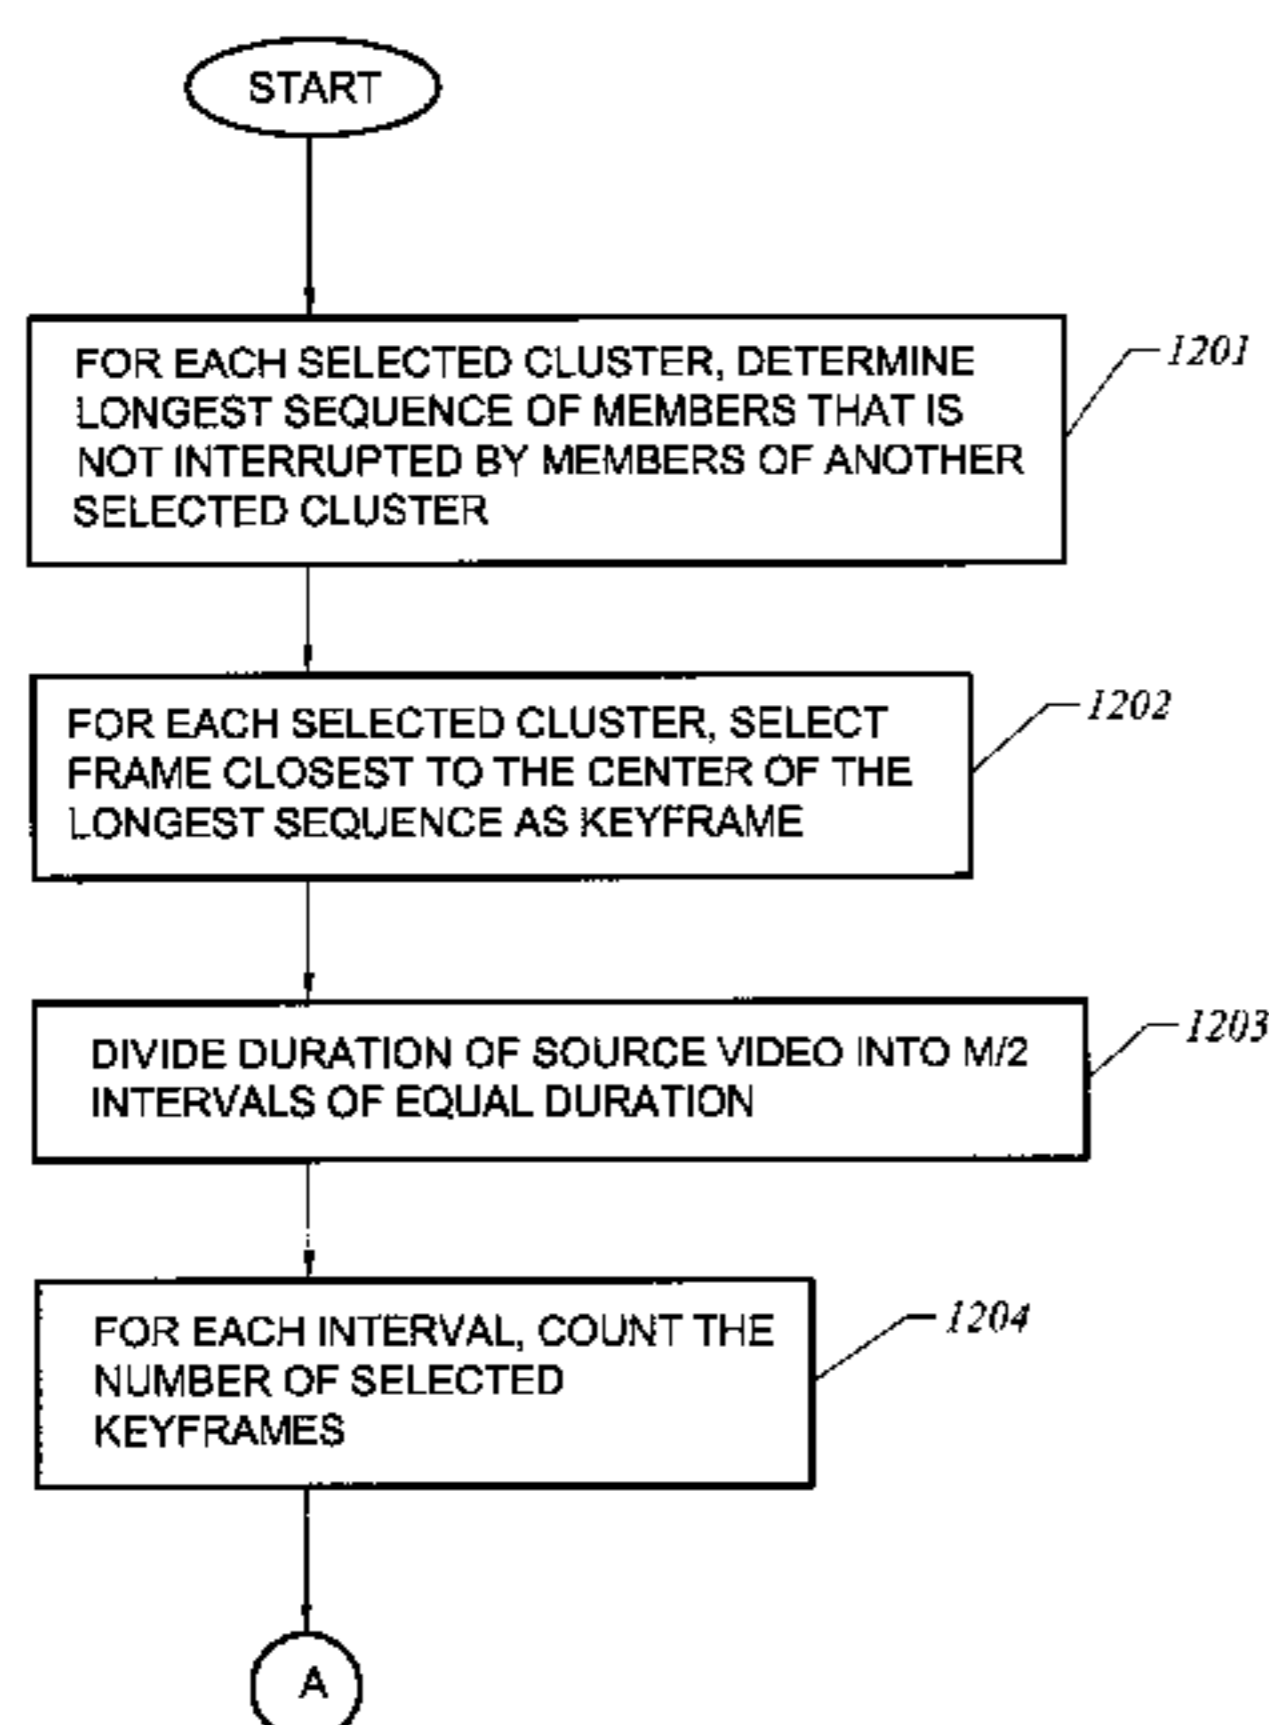 START
FOR EACH SELECTED CLUSTER, DETERMINE
LONGEST SEQUENCE OF MEMBERS THAT IS
NOT INTERRUPTED BY MEMBERS OF ANOTHER
SELECTED CLUSTER
1201
FOR EACH SELECTED CLUSTER, SELECT
FRAME CLOSEST TO THE CENTER OF THE
LONGEST SEQUENCE AS KEYFRAME
1202
DIVIDE DURATION OF SOURCE VIDEO INTO M/2
INTERVALS OF EQUAL DURATION
1203
FOR EACH INTERVAL, COUNT THE
NUMBER OF SELECTED
KEYFRAMES
1204
A